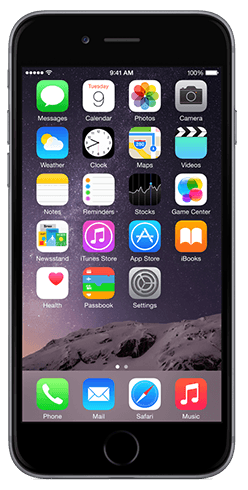 9:41 AM 100%
Tuesday
9
Messages Calendar Photos Camera
Weather Clock Maps Videos
Notes Reminders Stocks Game Center
Newsstand iTunes Store App Store iBooks
Health Passbook Settings
Phone Mail Safari Music